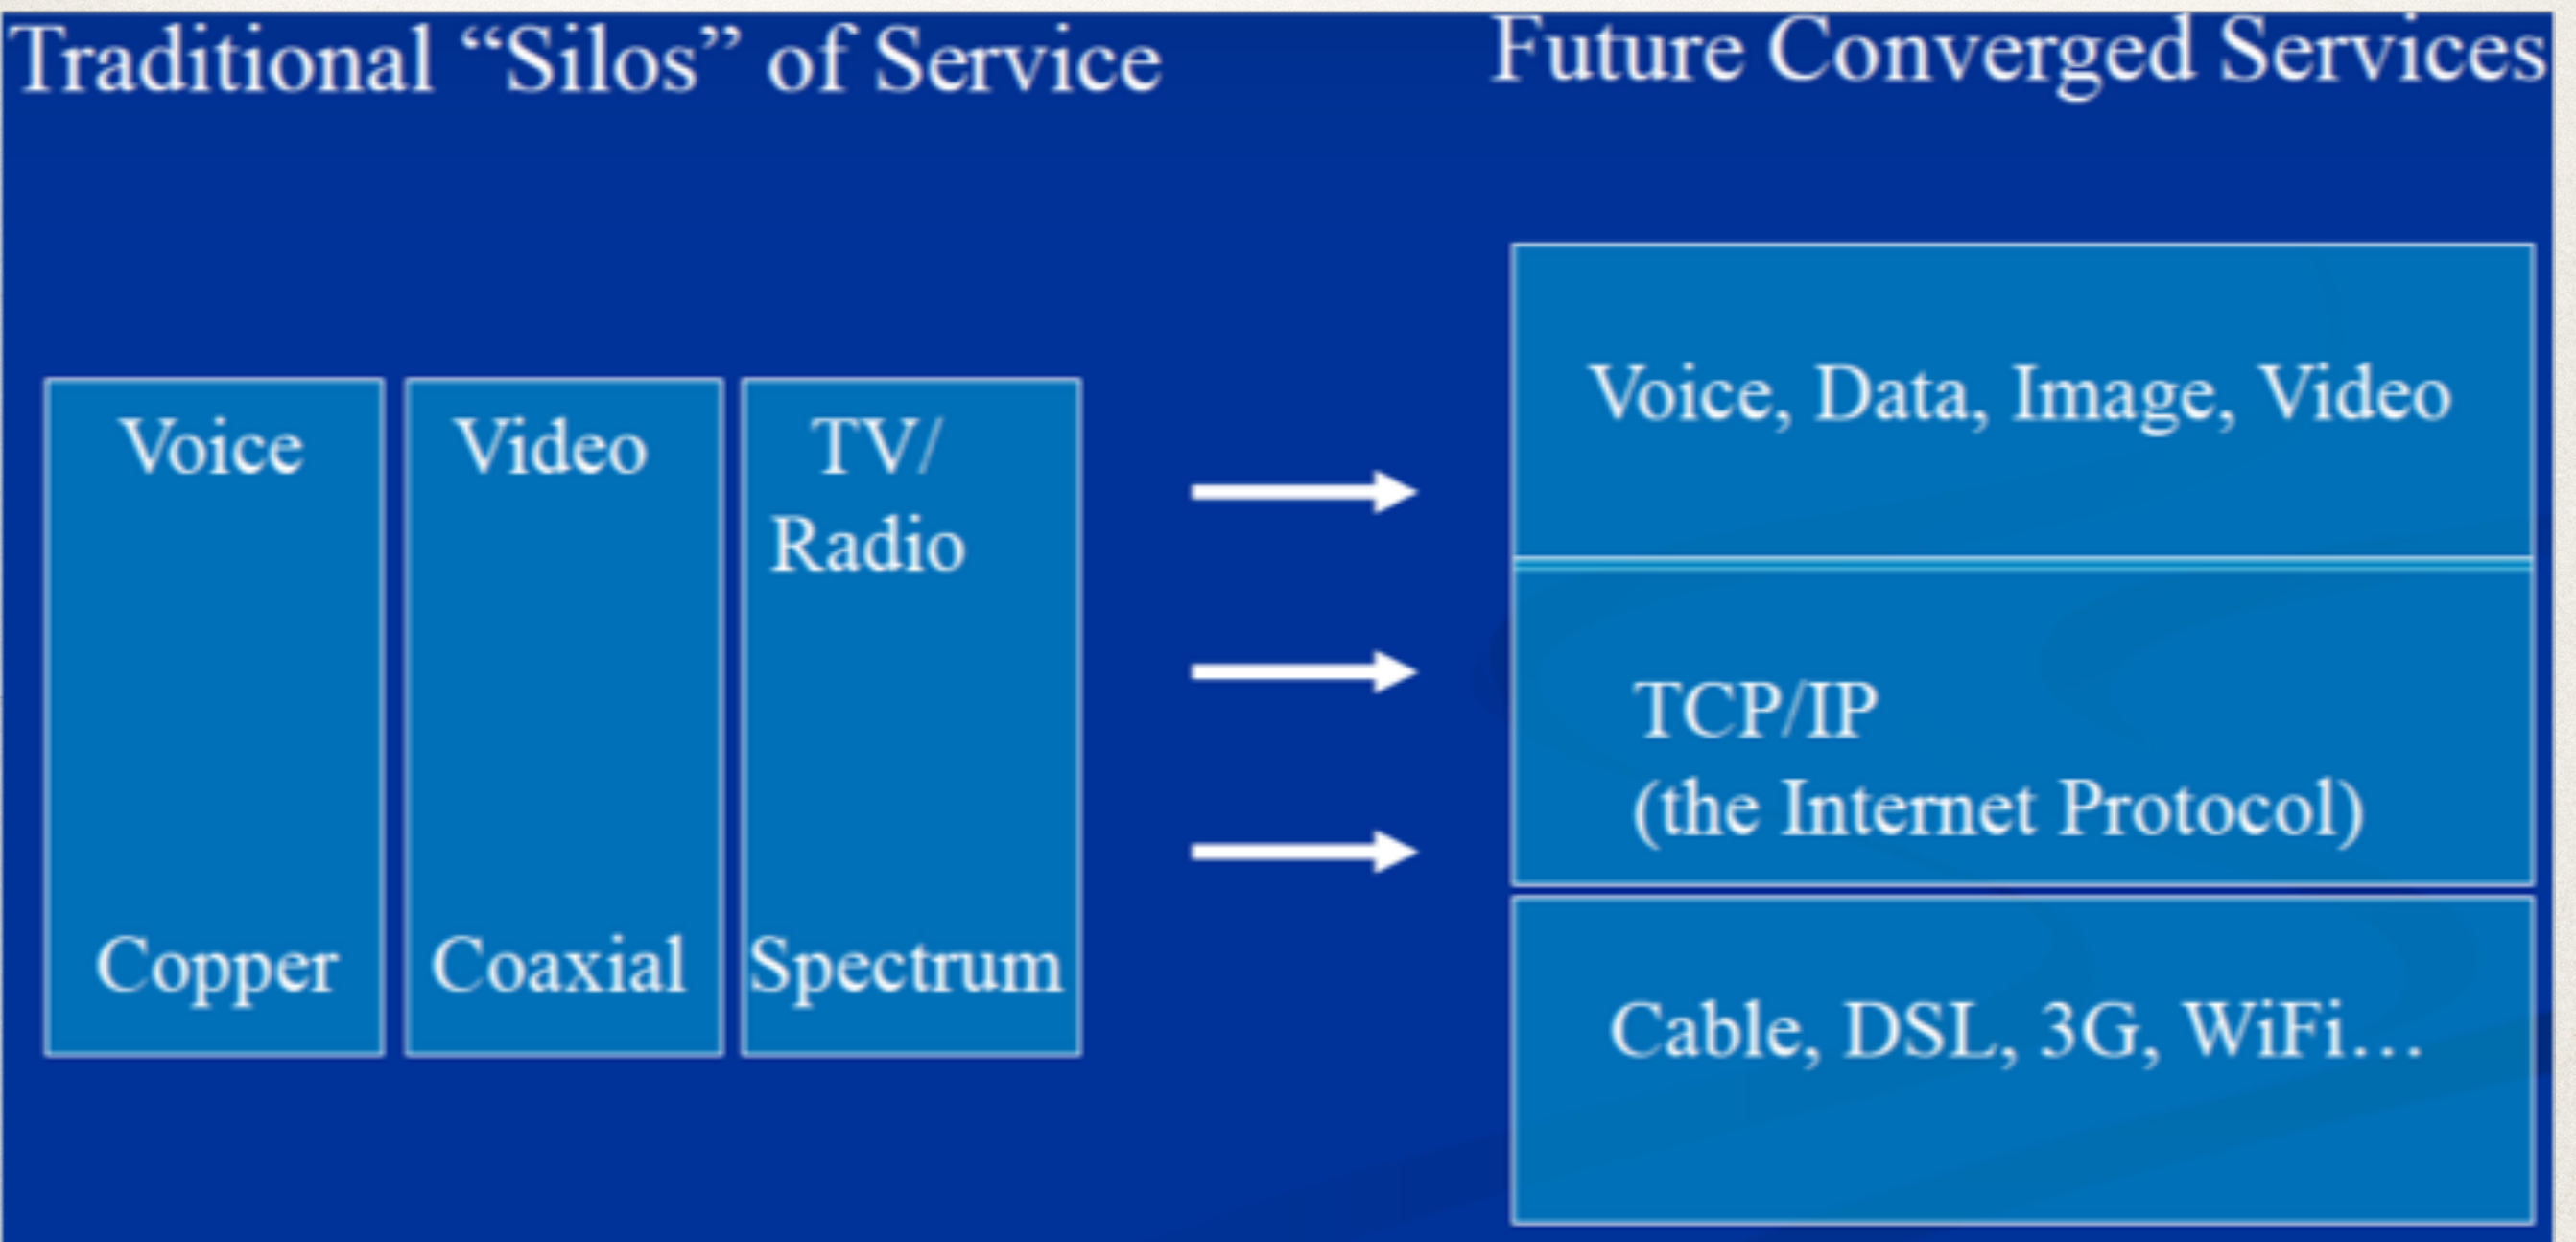 Traditional “Silos” of Service
Future Converged Services
Voice
Copper
Video
Coaxial
TV/
Radio
Spectrum
Voice, Data, Image, Video
TCP/IP
(the Internet Protocol)
Cable, DSL, 3G, WiFi…